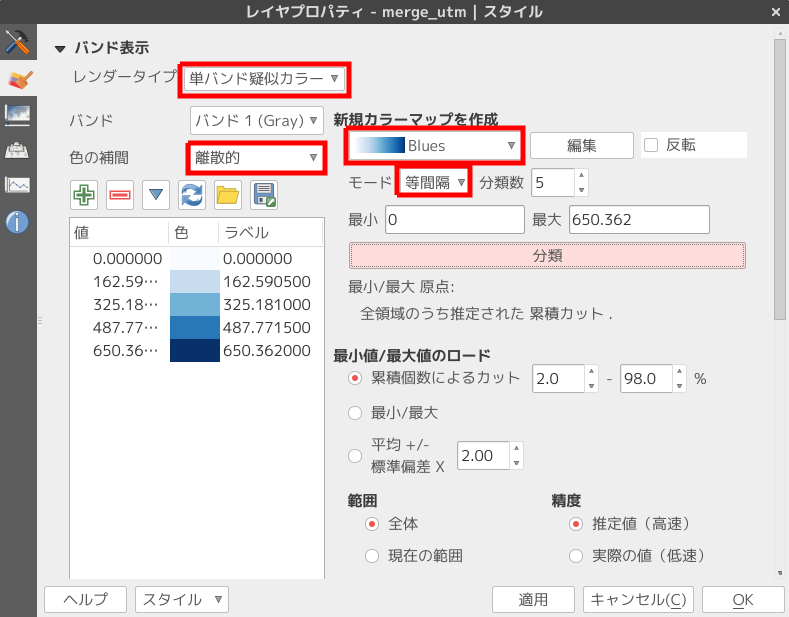 レイヤプロパティ - merge_utm | スタイル
バンド表示
レンダータイプ 単バンド疑似カラー
バンド バンド 1 (Gray)
色の補間 離散的
値 色 ラベル
0.000000 0.000000
162.59… 162.590500
325.18… 325.181000
487.77… 487.771500
650.36… 650.362000
新規カラーマップを作成
Blues 編集 反転
モード 等間隔 分類数 5
最小 0 最大 650.362
分類
最小/最大 原点:
全領域のうち推定された 累積カット .
最小値/最大値のロード
累積個数によるカット 2.0 - 98.0 %
最小/最大
平均 +/-
標準偏差 X 2.00
範囲 精度
全体 推定値（高速）
現在の範囲 実際の値（低速）
ヘルプ スタイル 適用 キャンセル(C) OK